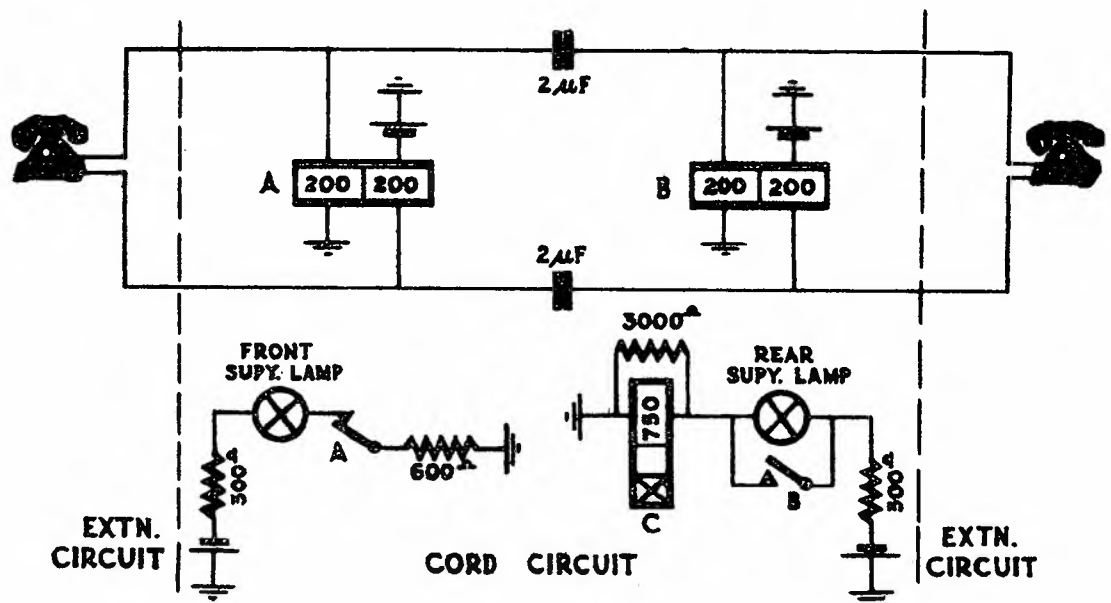 2µF
A
200 200
B
200 200
2µF
3000Ω
FRONT
SUPY. LAMP
REAR
SUPY. LAMP
750
A
600Ω
300Ω
B
300Ω
C
EXTN.
CIRCUIT
CORD CIRCUIT
EXTN.
CIRCUIT